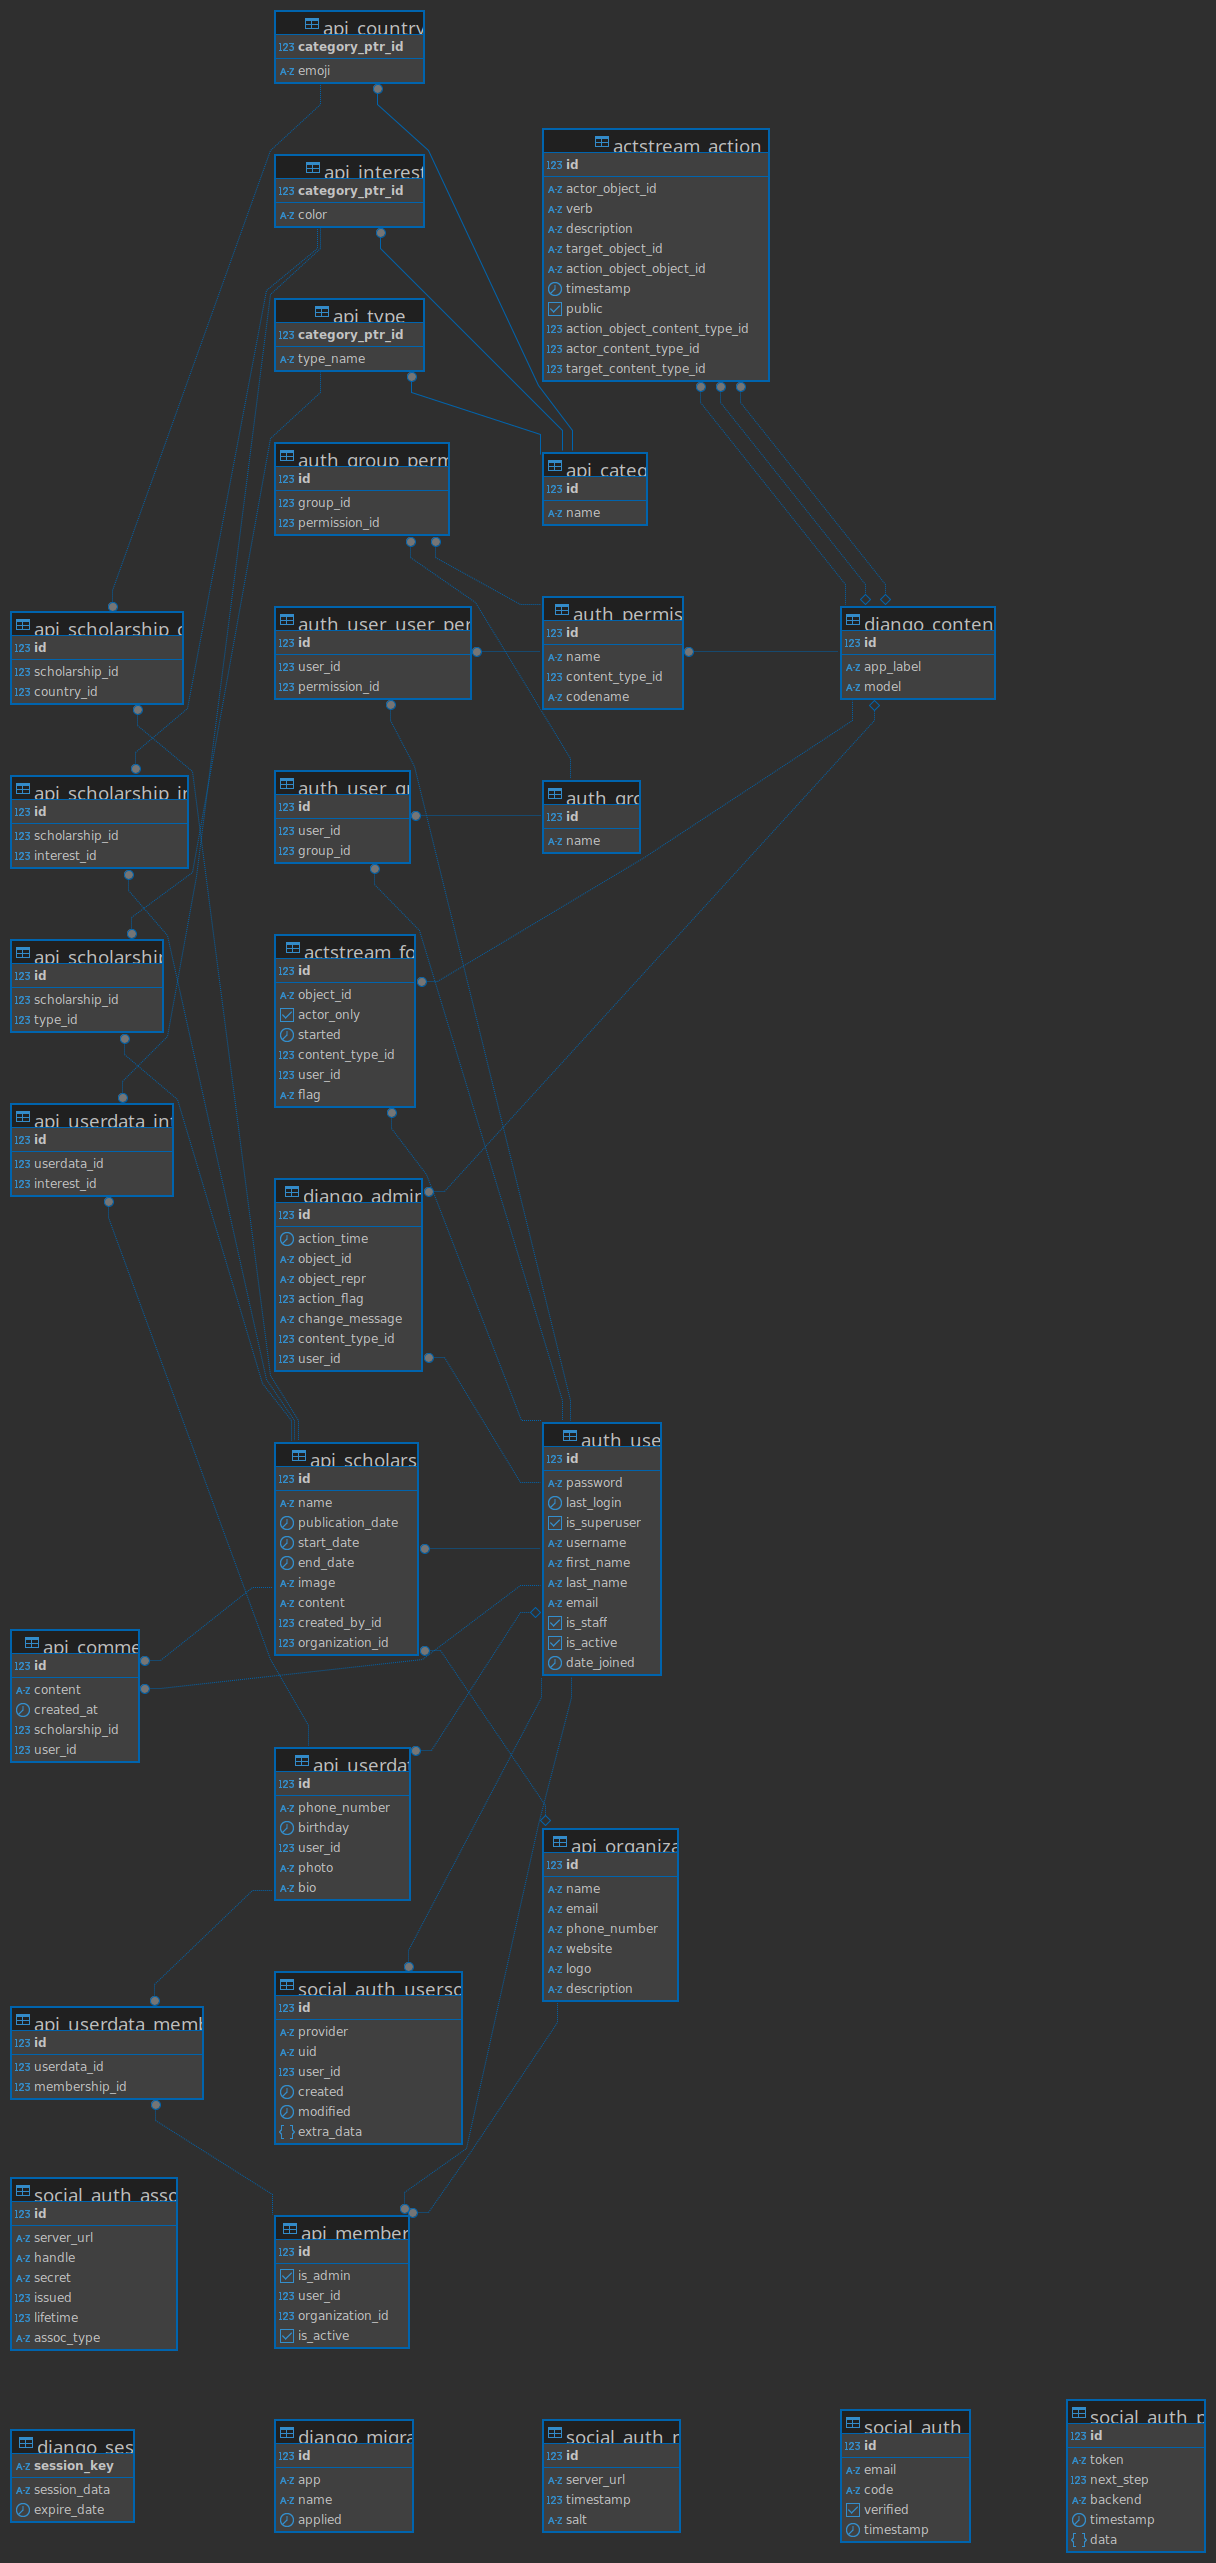 api_country
123 category_ptr_id
A-Z emoji
actstream_action
123 id
A-Z actor_object_id
A-Z verb
A-Z description
A-Z target_object_id
A-Z action_object_object_id
timestamp
public
123 action_object_content_type_id
123 actor_content_type_id
123 target_content_type_id
api_interest
123 category_ptr_id
A-Z color
api_type
123 category_ptr_id
A-Z type_name
auth_group_perm
123 id
123 group_id
123 permission_id
api_categ
123 id
A-Z name
api_scholarship_c
123 id
123 scholarship_id
123 country_id
auth_user_user_per
123 id
123 user_id
123 permission_id
auth_permis
123 id
A-Z name
123 content_type_id
A-Z codename
django_conten
123 id
A-Z app_label
A-Z model
api_scholarship_in
123 id
123 scholarship_id
123 interest_id
auth_user_gr
123 id
123 user_id
123 group_id
auth_gro
123 id
A-Z name
api_scholarship
123 id
123 scholarship_id
123 type_id
actstream_fo
123 id
A-Z object_id
actor_only
started
123 content_type_id
123 user_id
A-Z flag
api_userdata_int
123 id
123 userdata_id
123 interest_id
django_admin
123 id
action_time
A-Z object_id
A-Z object_repr
123 action_flag
A-Z change_message
123 content_type_id
123 user_id
api_scholars
123 id
A-Z name
publication_date
start_date
end_date
A-Z image
A-Z content
123 created_by_id
123 organization_id
auth_use
123 id
A-Z password
last_login
is_superuser
A-Z username
A-Z first_name
A-Z last_name
A-Z email
is_staff
is_active
date_joined
api_comme
123 id
A-Z content
created_at
123 scholarship_id
123 user_id
api_userdat
123 id
A-Z phone_number
birthday
123 user_id
A-Z photo
A-Z bio
api_organiza
123 id
A-Z name
A-Z email
A-Z phone_number
A-Z website
A-Z logo
A-Z description
api_userdata_memb
123 id
123 userdata_id
123 membership_id
social_auth_userso
123 id
A-Z provider
A-Z uid
123 user_id
created
modified
{ } extra_data
social_auth_asso
123 id
A-Z server_url
A-Z handle
A-Z secret
123 issued
123 lifetime
A-Z assoc_type
api_member
123 id
is_admin
123 user_id
123 organization_id
is_active
django_ses
A-Z session_key
A-Z session_data
expire_date
django_migra
123 id
A-Z app
A-Z name
applied
social_auth_n
123 id
A-Z server_url
123 timestamp
A-Z salt
social_auth_
123 id
A-Z email
A-Z code
verified
timestamp
social_auth_p
123 id
A-Z token
123 next_step
A-Z backend
timestamp
{ } data